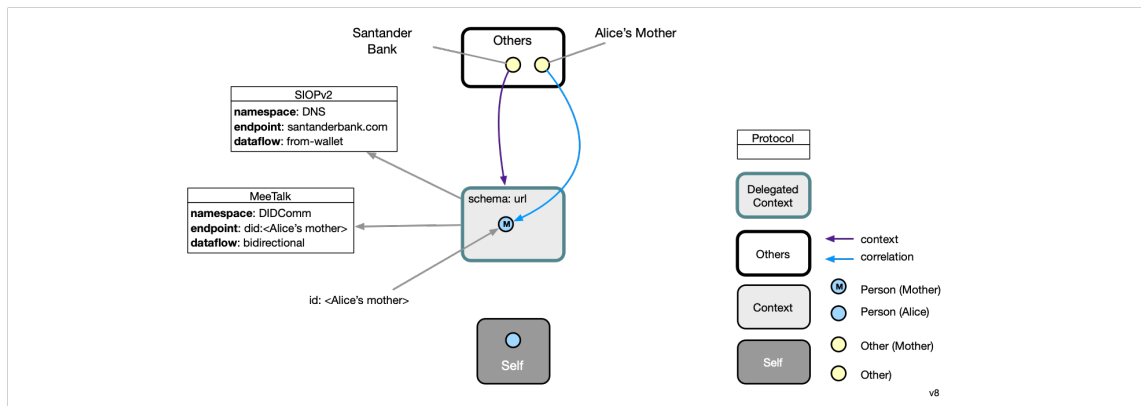 Santander
Bank
Others
Alice's Mother
SIOPv2
namespace: DNS
endpoint: santanderbank.com
dataflow: from-wallet
MeeTalk
namespace: DIDComm
endpoint: did:<Alice's mother>
dataflow: bidirectional
schema: url
M
id: <Alice's mother>
Self
Protocol
Delegated
Context
Others
context
correlation
Context
M
Person (Mother)
Person (Alice)
Self
Other (Mother)
Other)
v8